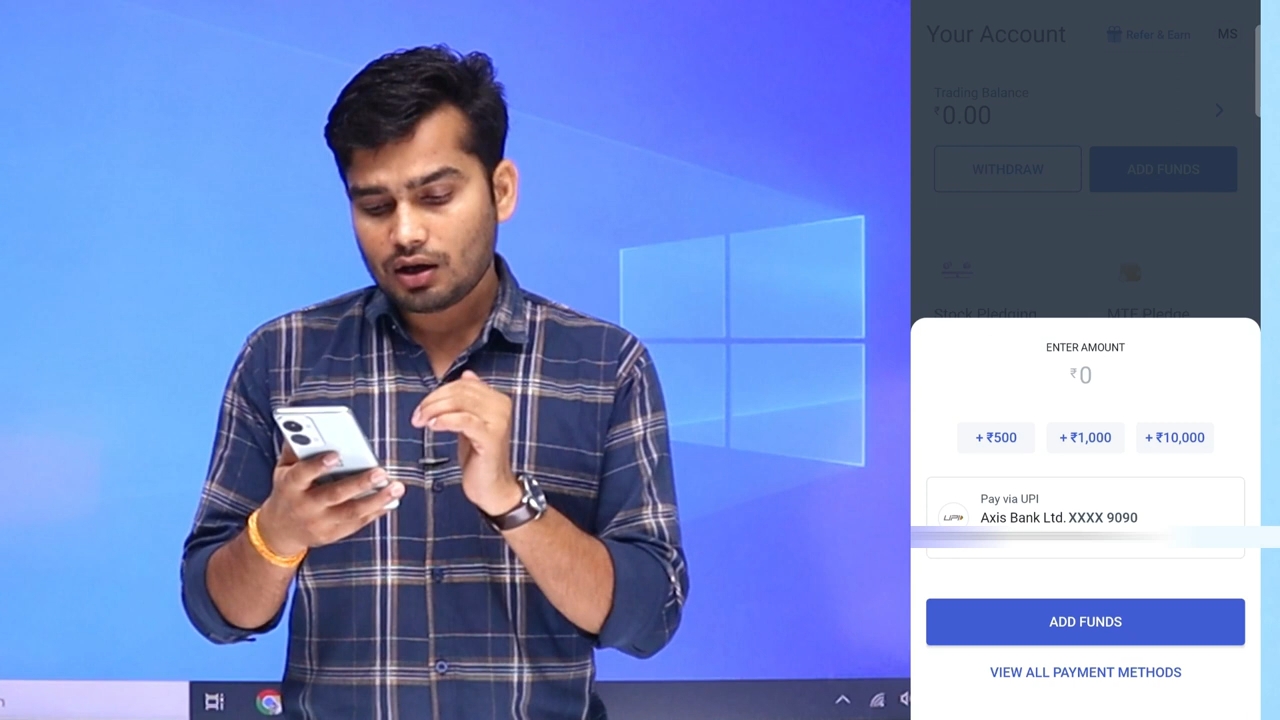 Your Account
Refer & Earn
MS
Trading Balance
₹0.00
WITHDRAW
ADD FUNDS
Stock Pledging
MTF Pledge
ENTER AMOUNT
₹0
+ ₹500
+ ₹1,000
+ ₹10,000
Pay via UPI
UPI
Axis Bank Ltd. XXXX 9090
ADD FUNDS
VIEW ALL PAYMENT METHODS